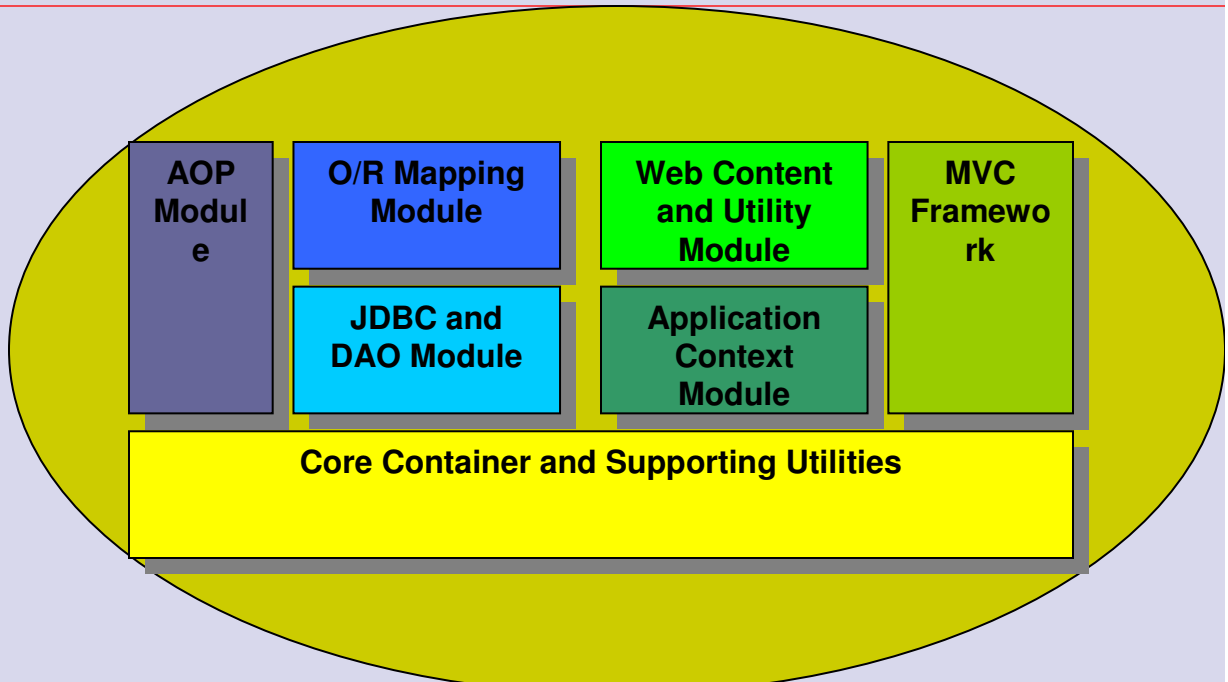 AOP
Modul
e
O/R Mapping
Module
Web Content
and Utility
Module
MVC
Framewo
rk
JDBC and
DAO Module
Application
Context
Module
Core Container and Supporting Utilities